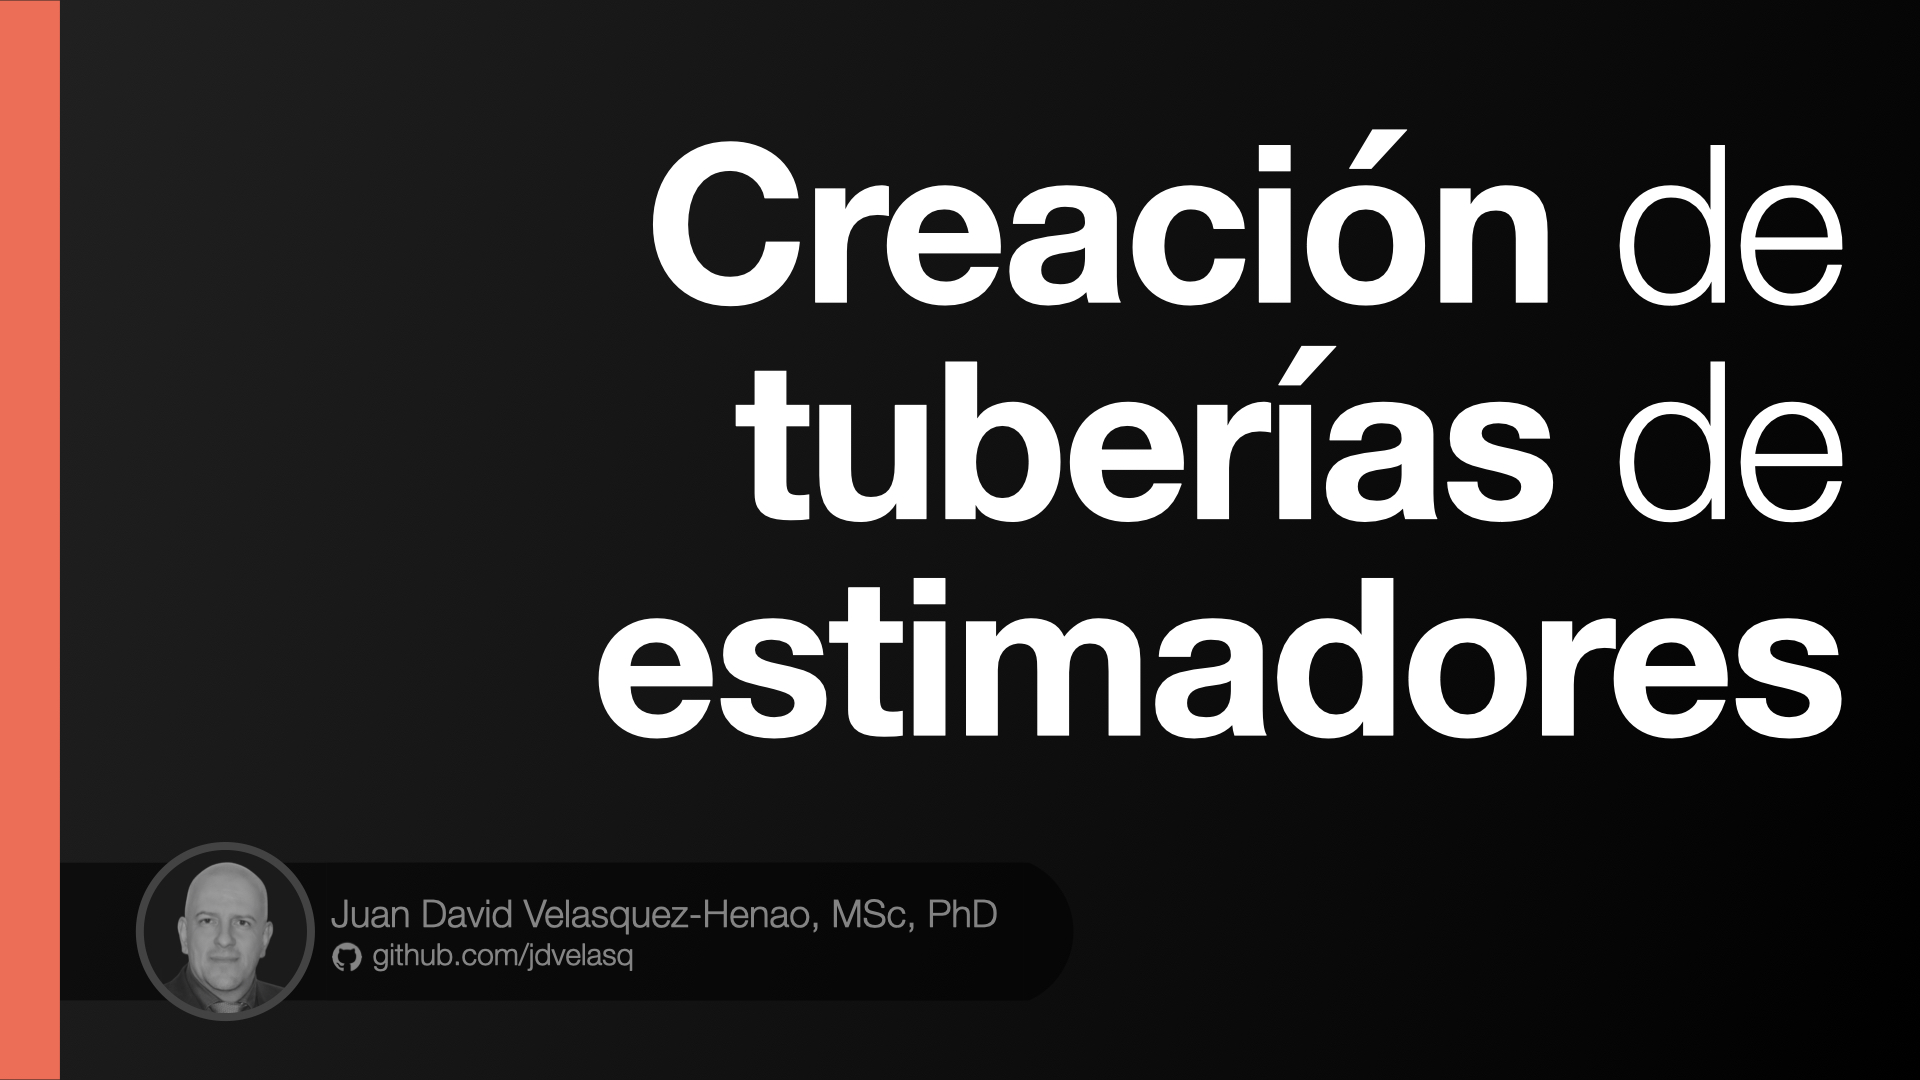 Creación de
tuberías de
estimadores
Juan David Velasquez-Henao, MSc, PhD
github.com/jdvelasq